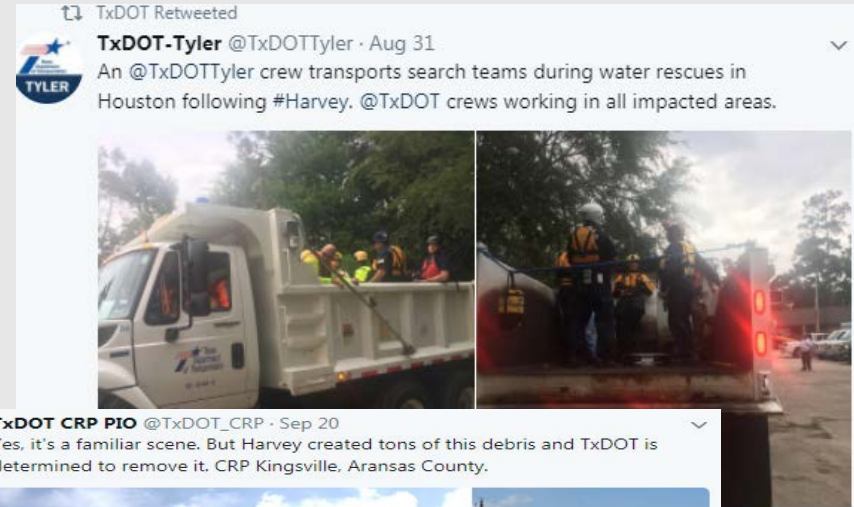 TxDOT Retweeted
TxDOT-Tyler @TxDOTTyler · Aug 31
An @TxDOTTyler crew transports search teams during water rescues in
Houston following #Harvey. @TxDOT crews working in all impacted areas.
TYLER
TxDOT CRP PIO @TxDOT_CRP · Sep 20
Yes, it's a familiar scene. But Harvey created tons of this debris and TxDOT is
determined to remove it. CRP Kingsville, Aransas County.